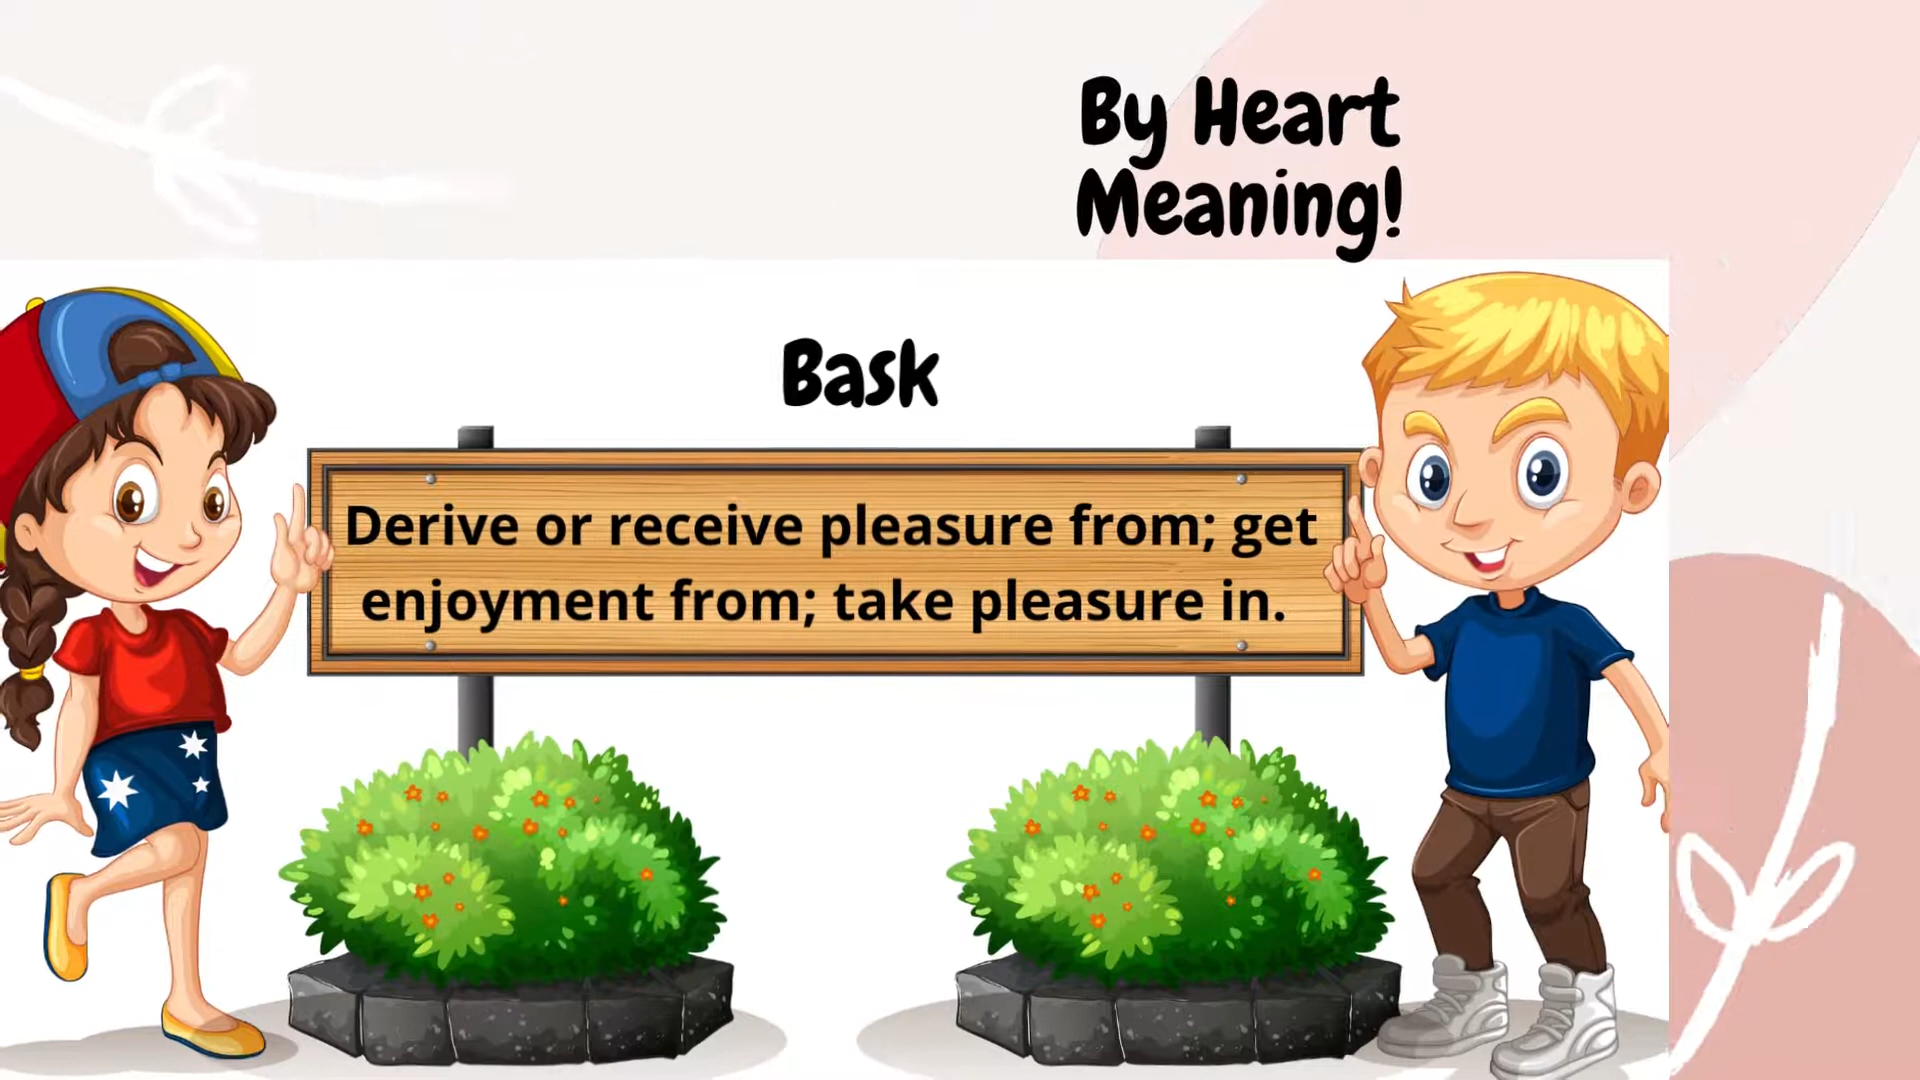 By Heart
Meaning!
Bask
Derive or receive pleasure from; get
enjoyment from; take pleasure in.